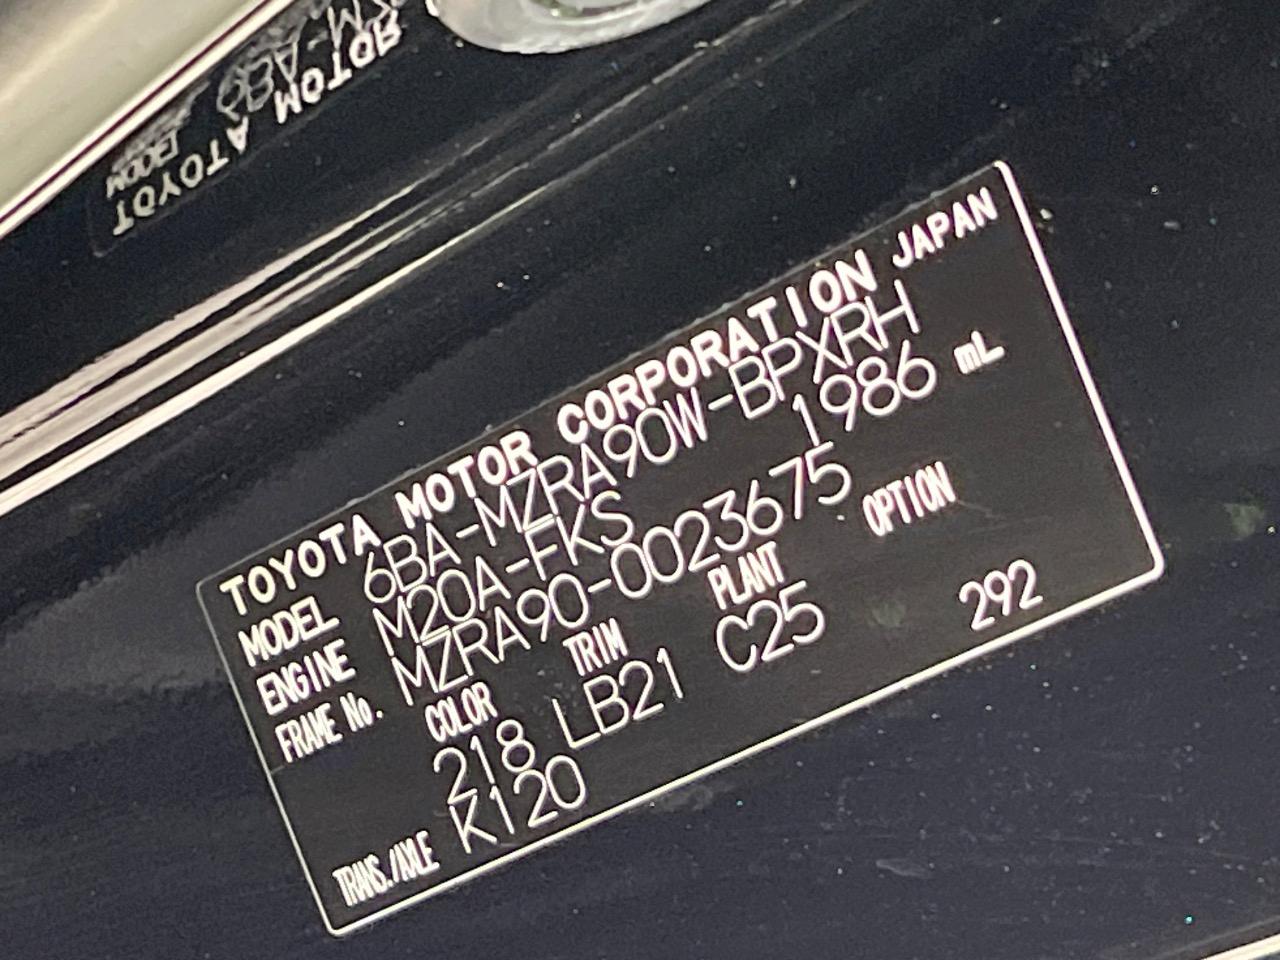 TOYOTA MOTOR CORPORATION JAPAN
MODEL 6BA-MZRA90W-BPXRH
ENGINE M20A-FKS 1986 mL
FRAME No. MZRA90-0023675
COLOR TRIM PLANT OPTION
218 LB21 C25 292
TRANS./AXLE K120